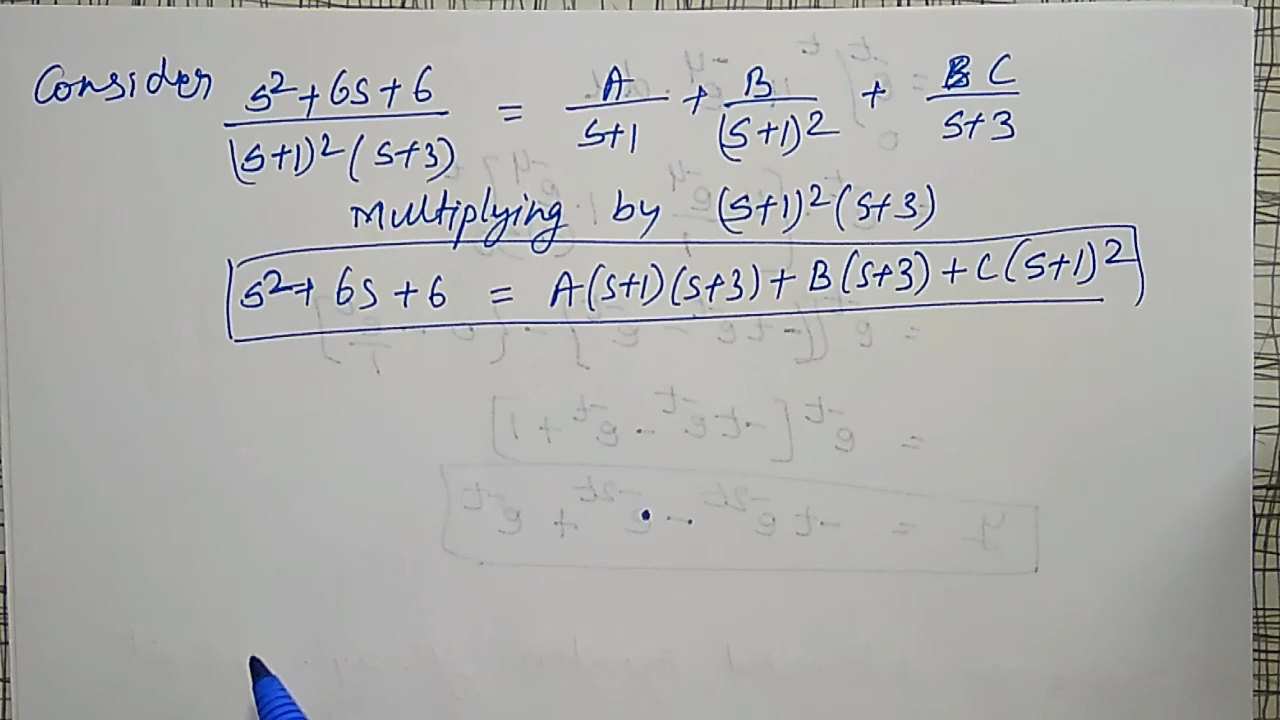 Consider s²+6s+6 / (s+1)²(s+3) = A/(s+1) + B/(s+1)² + C/(s+3)
Multiplying by (s+1)²(s+3)
s²+6s+6 = A(s+1)(s+3)+B(s+3)+C(s+1)²